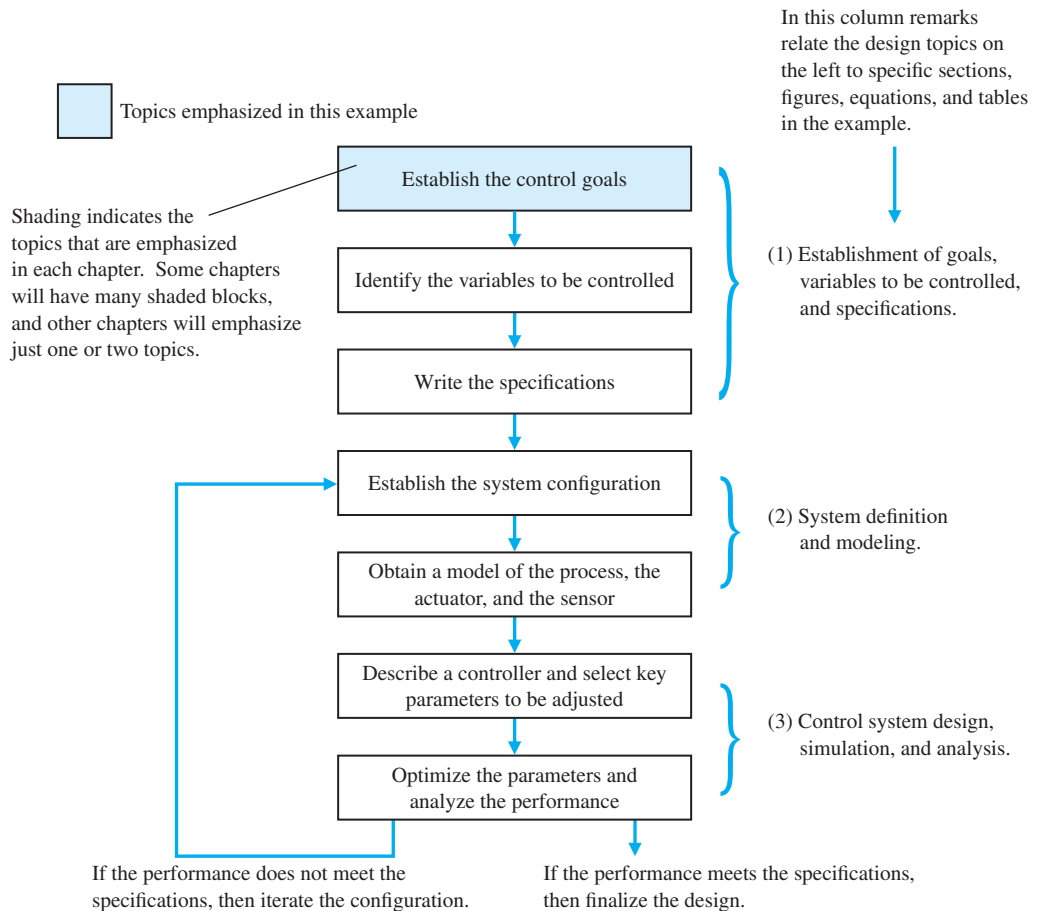 In this column remarks
relate the design topics on
the left to specific sections,
figures, equations, and tables
in the example.
Topics emphasized in this example
Establish the control goals
Shading indicates the
topics that are emphasized
in each chapter. Some chapters
will have many shaded blocks,
and other chapters will emphasize
just one or two topics.
(1) Establishment of goals,
variables to be controlled,
and specifications.
Identify the variables to be controlled
Write the specifications
Establish the system configuration
(2) System definition
and modeling.
Obtain a model of the process, the
actuator, and the sensor
Describe a controller and select key
parameters to be adjusted
(3) Control system design,
simulation, and analysis.
Optimize the parameters and
analyze the performance
If the performance does not meet the
specifications, then iterate the configuration.
If the performance meets the specifications,
then finalize the design.